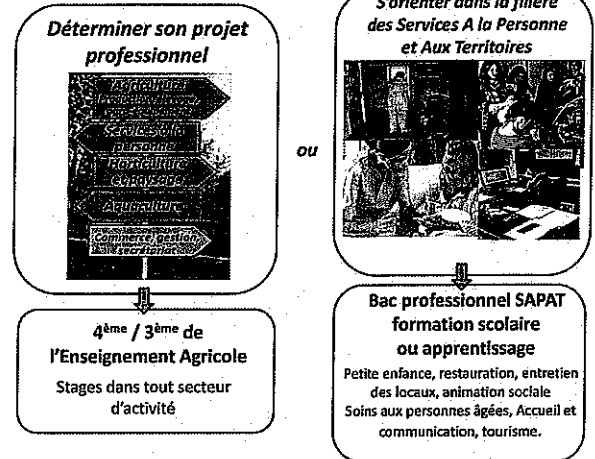 Déterminer son projet
professionnel
Agriculture
Services à la
personne
Horticulture
et Paysage
Aquaculture
Commerce, gestion,
secrétariat
ou
S'orienter dans la filière
des Services A la Personne
et Aux Territoires
4ème / 3ème de
l'Enseignement Agricole
Stages dans tout secteur
d'activité
Bac professionnel SAPAT
formation scolaire
ou apprentissage
Petite enfance, restauration, entretien
des locaux, animation sociale
Soins aux personnes âgées, Accueil et
communication, tourisme.